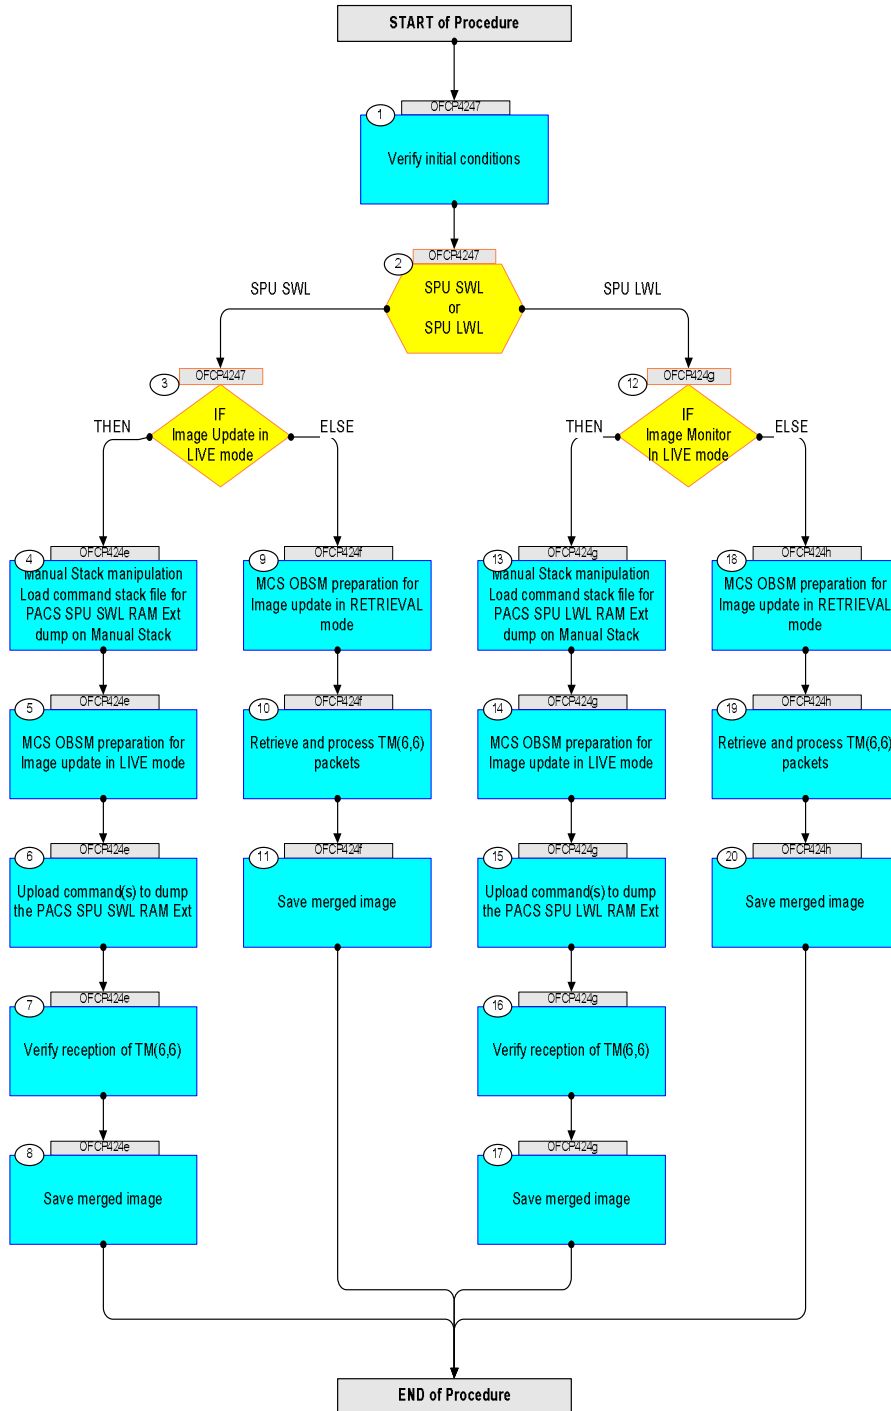 START of Procedure
OFCP4247
1
Verify initial conditions
OFCP4247
2
SPU SWL
or
SPU LWL
SPU SWL
SPU LWL
OFCP4247
3
IF
Image Update in
LIVE mode
THEN
ELSE
OFCP424g
12
IF
Image Monitor
In LIVE mode
THEN
ELSE
OFCP424e
4
Manual Stack manipulation
Load command stack file for
PACS SPU SWL RAM Ext
dump on Manual Stack
OFCP424f
9
MCS OBSM preparation for
Image update in RETRIEVAL
mode
OFCP424g
13
Manual Stack manipulation
Load command stack file for
PACS SPU LWL RAM Ext
dump on Manual Stack
OFCP424h
18
MCS OBSM preparation for
Image update in RETRIEVAL
mode
OFCP424e
5
MCS OBSM preparation for
Image update in LIVE mode
OFCP424f
10
Retrieve and process TM(6,6)
packets
OFCP424g
14
MCS OBSM preparation for
Image update in LIVE mode
OFCP424h
19
Retrieve and process TM(6,6)
packets
OFCP424e
6
Upload command(s) to dump
the PACS SPU SWL RAM Ext
OFCP424f
11
Save merged image
OFCP424g
15
Upload command(s) to dump
the PACS SPU LWL RAM Ext
OFCP424h
20
Save merged image
OFCP424e
7
Verify reception of TM(6,6)
OFCP424g
16
Verify reception of TM(6,6)
OFCP424e
8
Save merged image
OFCP424g
17
Save merged image
END of Procedure